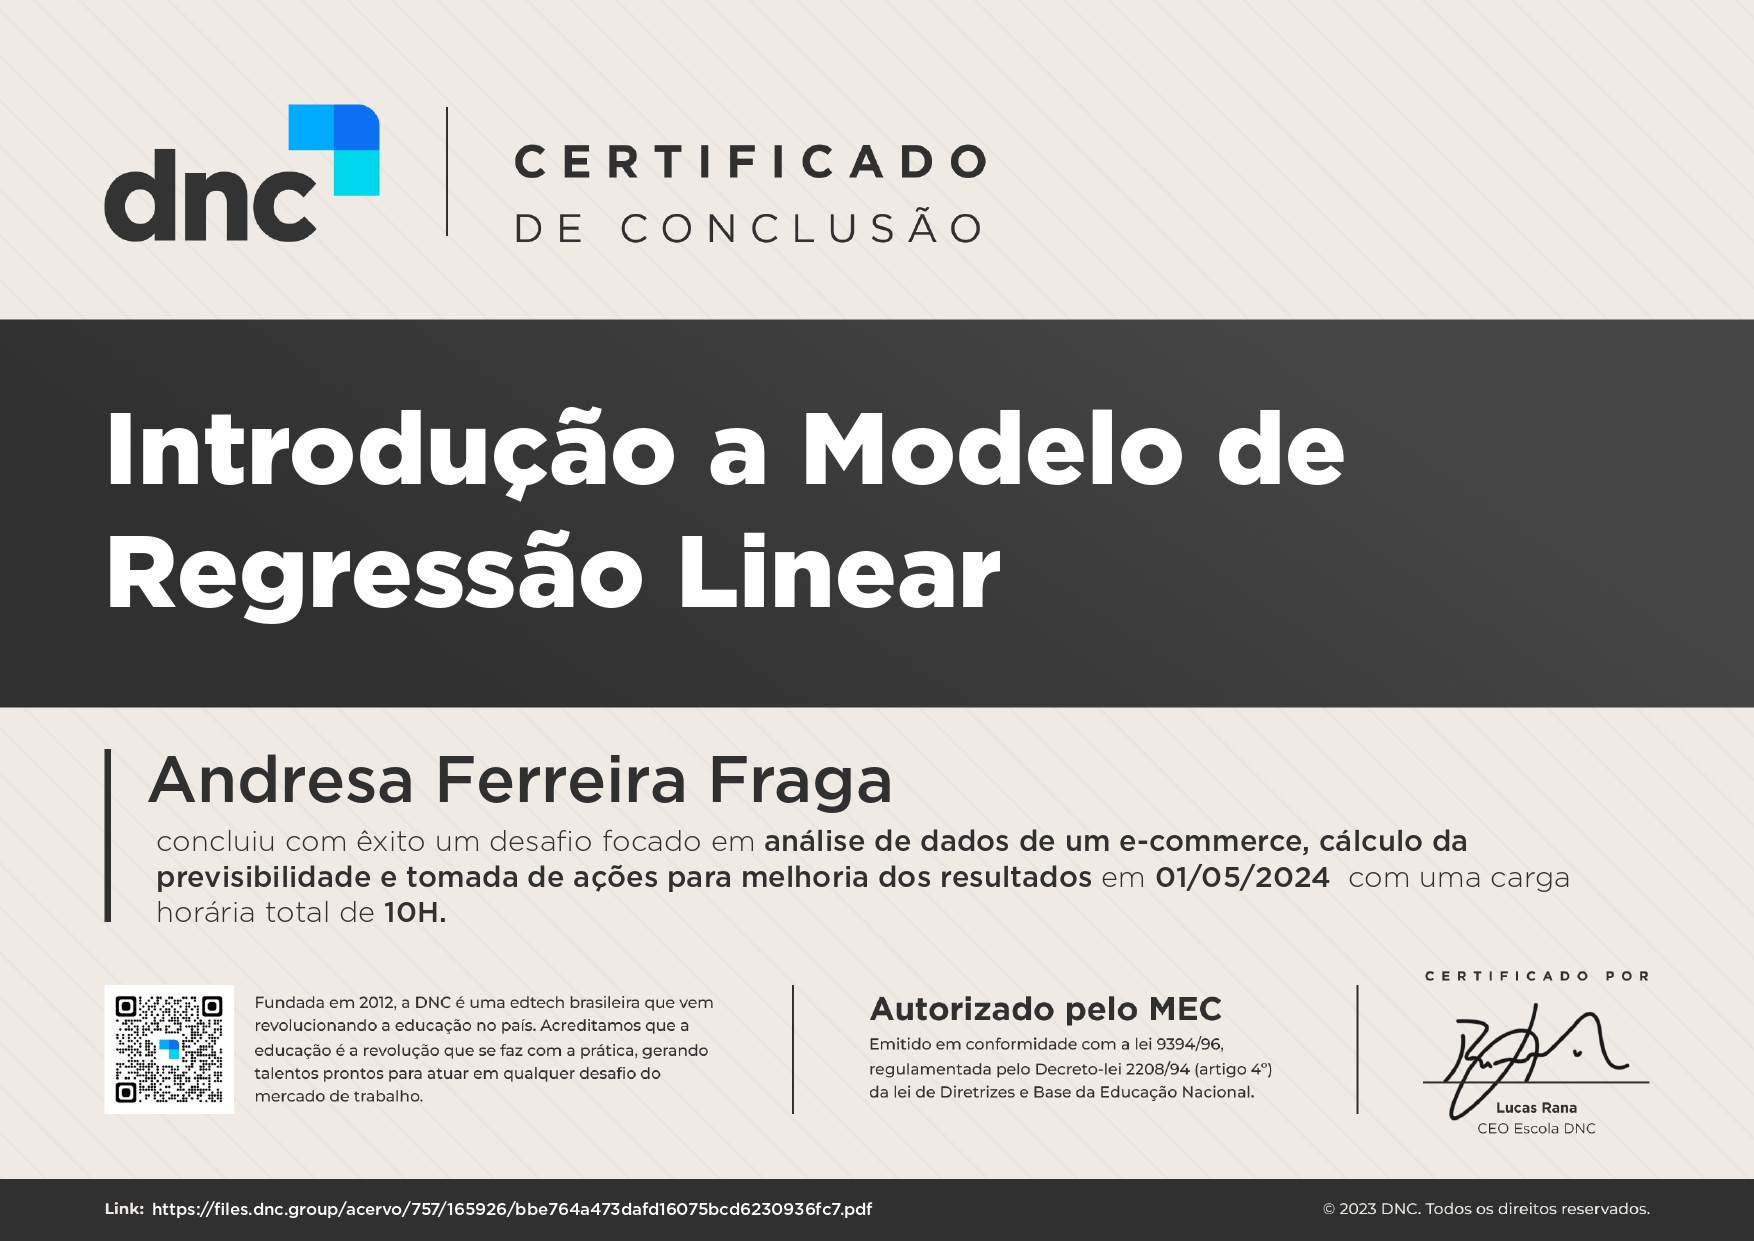 dnc
CERTIFICADO
DE CONCLUSÃO
Introdução a Modelo de
Regressão Linear
Andresa Ferreira Fraga
concluiu com êxito um desafio focado em análise de dados de um e-commerce, cálculo da
previsibilidade e tomada de ações para melhoria dos resultados em 01/05/2024 com uma carga
horária total de 10H.
Fundada em 2012, a DNC é uma edtech brasileira que vem
revolucionando a educação no país. Acreditamos que a
educação é a revolução que se faz com a prática, gerando
talentos prontos para atuar em qualquer desafio do
mercado de trabalho.
Autorizado pelo MEC
Emitido em conformidade com a lei 9394/96,
regulamentada pelo Decreto-lei 2208/94 (artigo 4º)
da lei de Diretrizes e Base da Educação Nacional.
CERTIFICADO POR
Lucas Rana
CEO Escola DNC
Link: https://files.dnc.group/acervo/757/165926/bbe764a473dafd16075bcd6230936fc7.pdf
© 2023 DNC. Todos os direitos reservados.